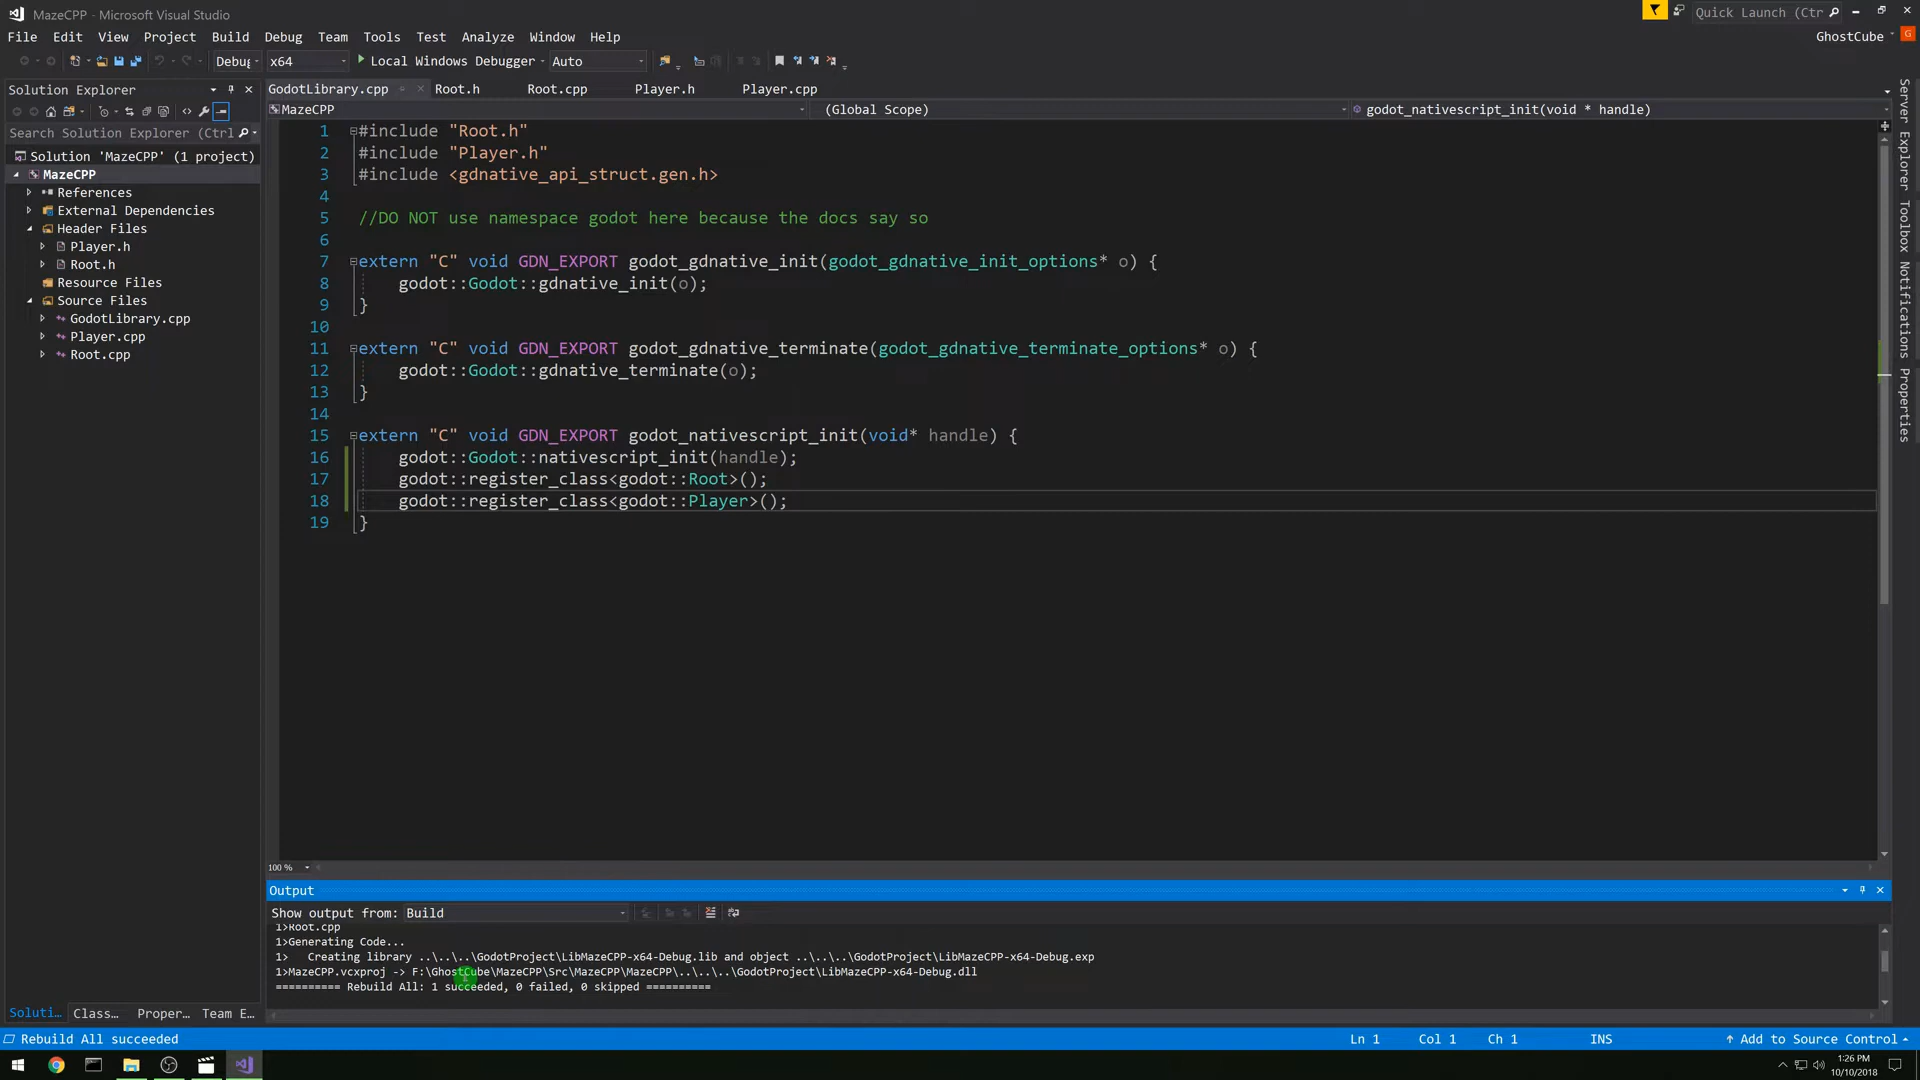 MazeCPP - Microsoft Visual Studio
Quick Launch (Ctr
File Edit View Project Build Debug Team Tools Test Analyze Window Help
GhostCube
G
Debug x64 Local Windows Debugger Auto
Solution Explorer
Search Solution Explorer (Ctrl
Solution 'MazeCPP' (1 project)
MazeCPP
References
External Dependencies
Header Files
Player.h
Root.h
Resource Files
Source Files
GodotLibrary.cpp
Player.cpp
Root.cpp
GodotLibrary.cpp Root.h Root.cpp Player.h Player.cpp
MazeCPP (Global Scope) godot_nativescript_init(void * handle)
1 #include "Root.h"
2 #include "Player.h"
3 #include <gdnative_api_struct.gen.h>
4
5 //DO NOT use namespace godot here because the docs say so
6
7 extern "C" void GDN_EXPORT godot_gdnative_init(godot_gdnative_init_options* o) {
8 godot::Godot::gdnative_init(o);
9 }
10
11 extern "C" void GDN_EXPORT godot_gdnative_terminate(godot_gdnative_terminate_options* o) {
12 godot::Godot::gdnative_terminate(o);
13 }
14
15 extern "C" void GDN_EXPORT godot_nativescript_init(void* handle) {
16 godot::Godot::nativescript_init(handle);
17 godot::register_class<godot::Root>();
18 godot::register_class<godot::Player>();
19 }
100 %
Server Explorer
Toolbox
Notifications
Properties
Output
Show output from: Build
1>Root.cpp
1>Generating Code...
1> Creating library ..\..\..\GodotProject\LibMazeCPP-x64-Debug.lib and object ..\..\..\GodotProject\LibMazeCPP-x64-Debug.exp
1>MazeCPP.vcxproj -> F:\GhostCube\MazeCPP\Src\MazeCPP\MazeCPP\..\..\..\GodotProject\LibMazeCPP-x64-Debug.dll
========== Rebuild All: 1 succeeded, 0 failed, 0 skipped ==========
Soluti... Class... Proper... Team E...
Rebuild All succeeded
Ln 1 Col 1 Ch 1 INS
Add to Source Control
1:26 PM
10/10/2018